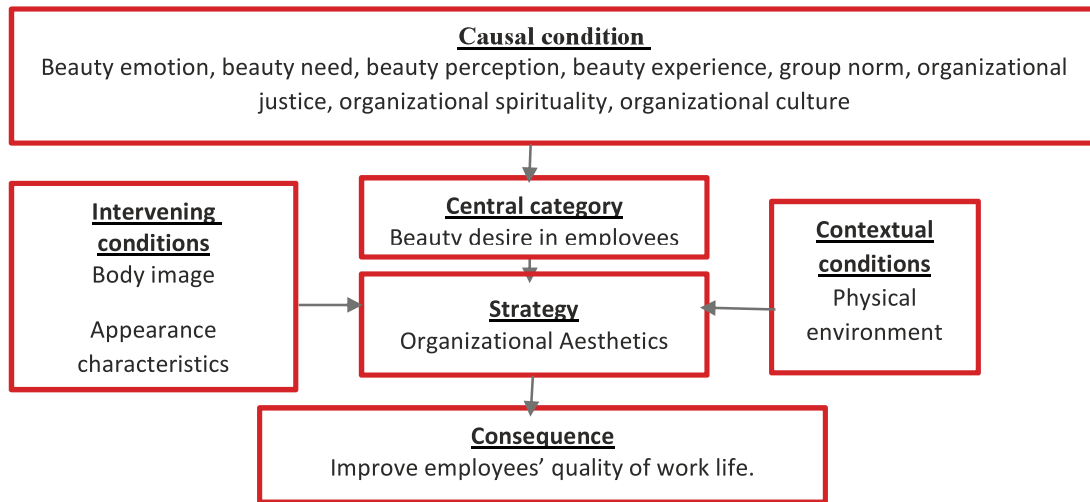 Causal condition
Beauty emotion, beauty need, beauty perception, beauty experience, group norm, organizational
justice, organizational spirituality, organizational culture
Intervening
conditions
Body image
Appearance
characteristics
Central category
Beauty desire in employees
Strategy
Organizational Aesthetics
Contextual
conditions
Physical
environment
Consequence
Improve employees’ quality of work life.